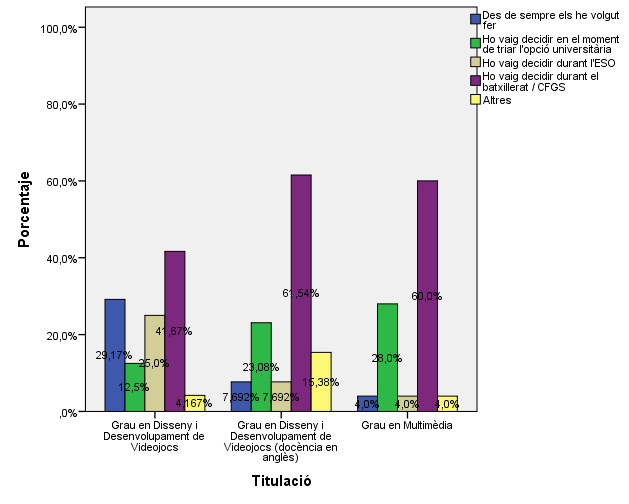 100,0%
80,0%
60,0%
40,0%
20,0%
,0%
Porcentaje
29,17%
12,5%
25,0%
41,67%
4,167%
7,692%
23,08%
7,692%
61,54%
15,38%
4,0%
28,0%
4,0%
60,0%
4,0%
Grau en Disseny i
Desenvolupament de
Videojocs
Grau en Disseny i
Desenvolupament de
Videojocs (docència en
anglès)
Grau en Multimèdia
Titulació
Des de sempre els he volgut
fer
Ho vaig decidir en el moment
de triar l'opció universitària
Ho vaig decidir durant l'ESO
Ho vaig decidir durant el
batxillerat / CFGS
Altres